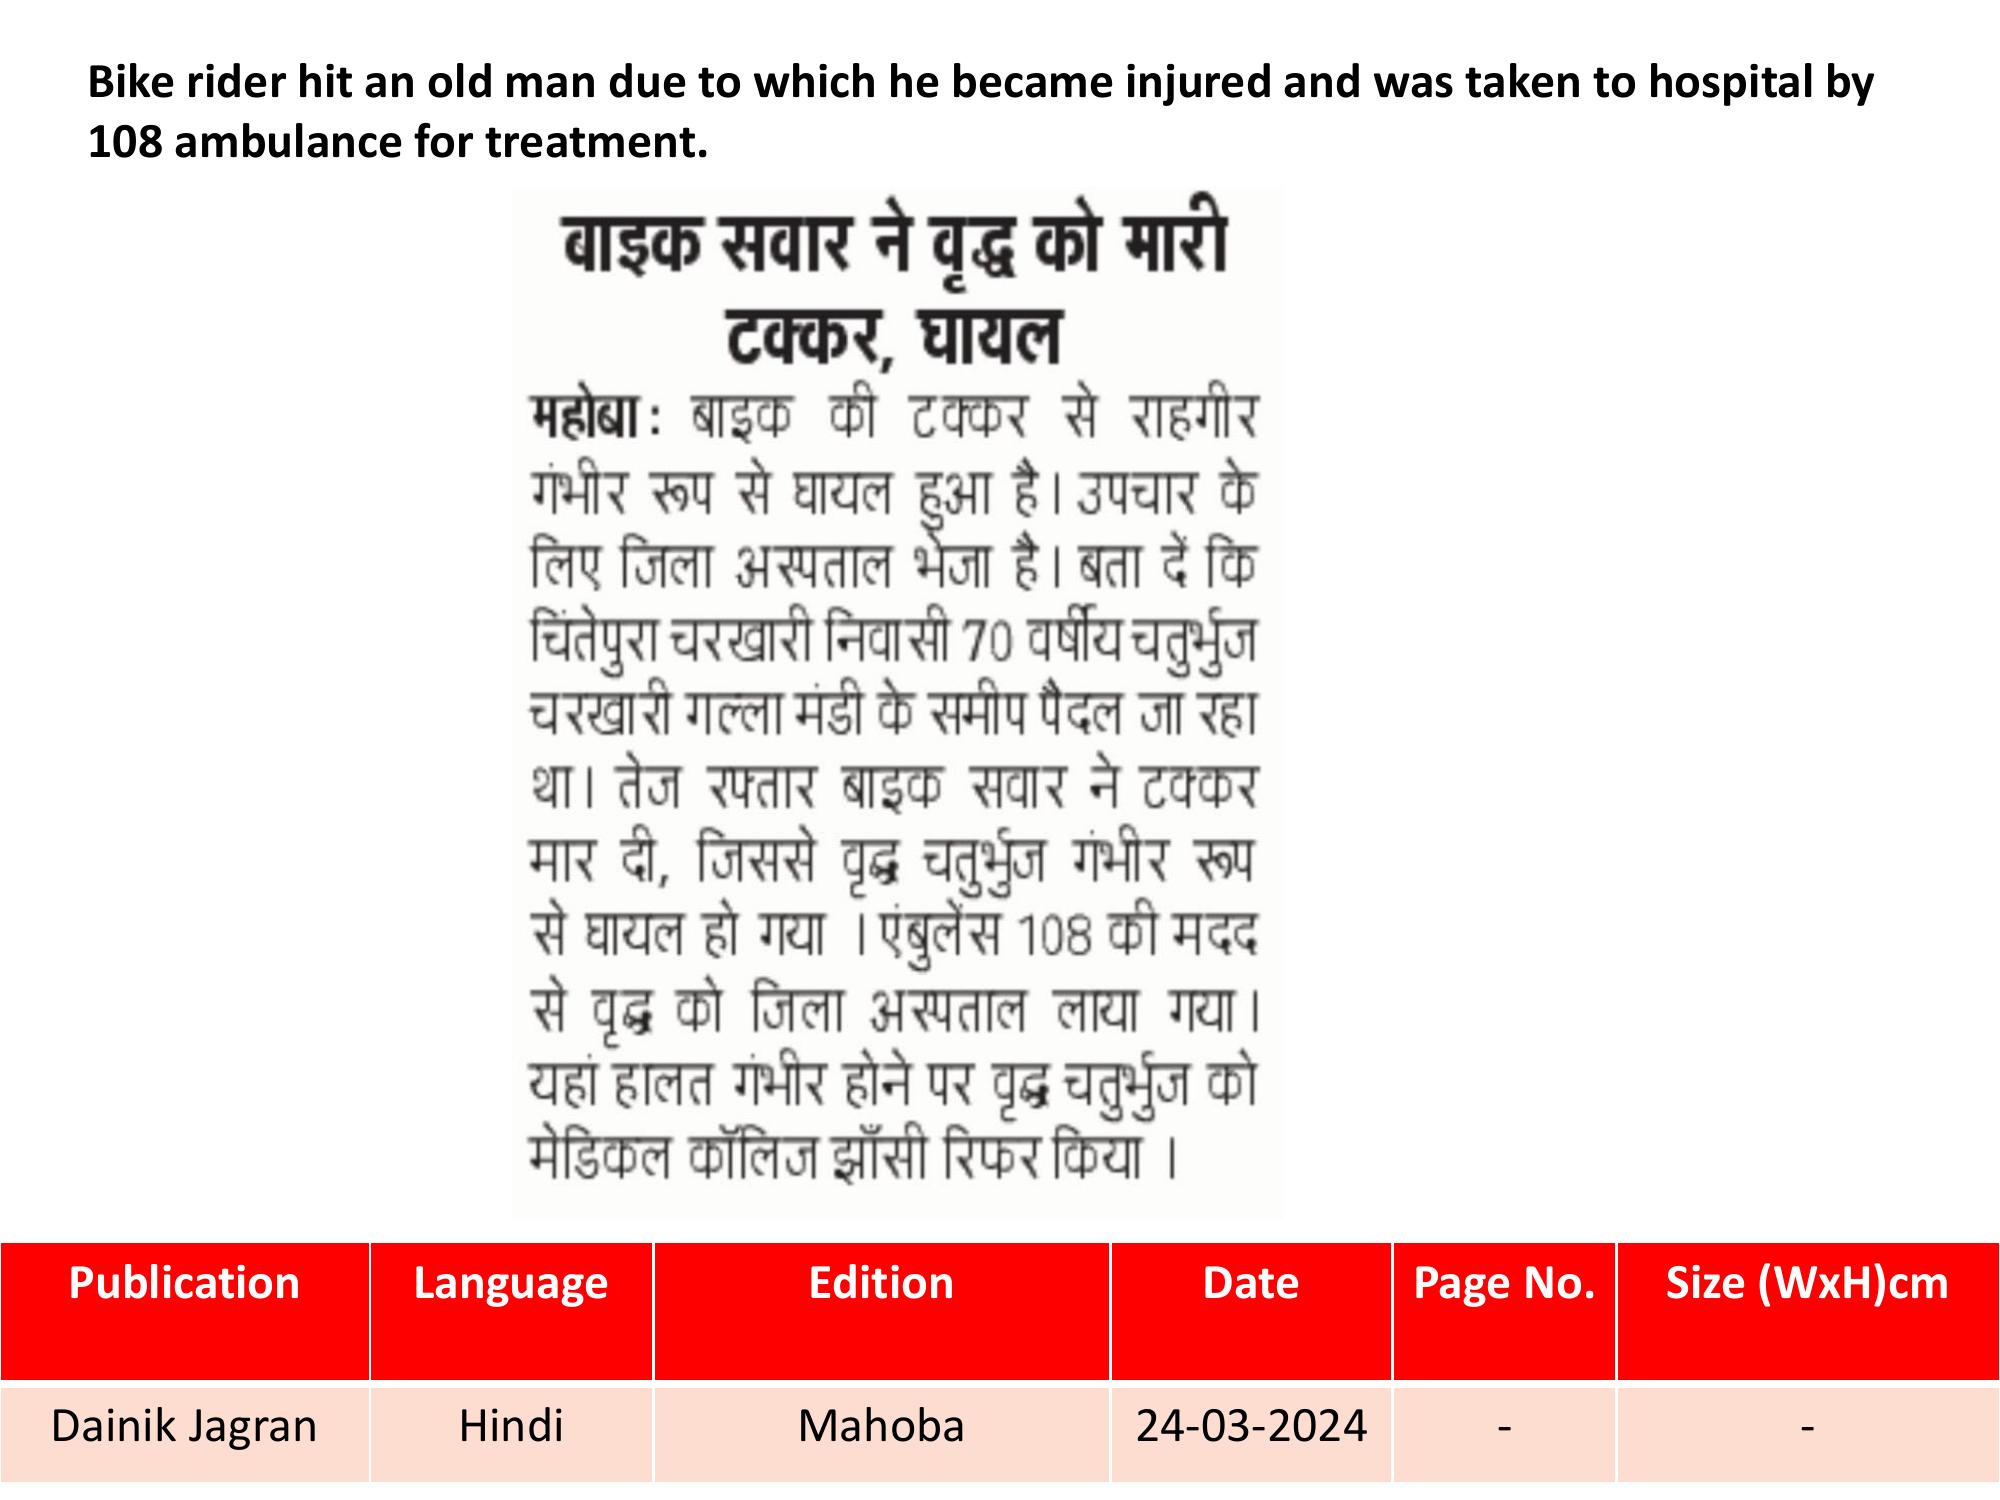 Bike rider hit an old man due to which he became injured and was taken to hospital by
108 ambulance for treatment.
बाइक सवार ने वृद्ध को मारी
टक्कर, घायल
महोबा : बाइक की टक्कर से राहगीर
गंभीर रूप से घायल हुआ है। उपचार के
लिए जिला अस्पताल भेजा है। बता दें कि
चिंतेपुरा चरखारी निवासी 70 वर्षीय चतुर्भुज
चरखारी गल्ला मंडी के समीप पैदल जा रहा
था। तेज रफ्तार बाइक सवार ने टक्कर
मार दी, जिससे वृद्ध चतुर्भुज गंभीर रूप
से घायल हो गया । एंबुलेंस 108 की मदद
से वृद्ध को जिला अस्पताल लाया गया।
यहां हालत गंभीर होने पर वृद्ध चतुर्भुज को
मेडिकल कॉलिज झाँसी रिफर किया ।
Publication Language Edition Date Page No. Size (WxH)cm
Dainik Jagran Hindi Mahoba 24-03-2024 - -